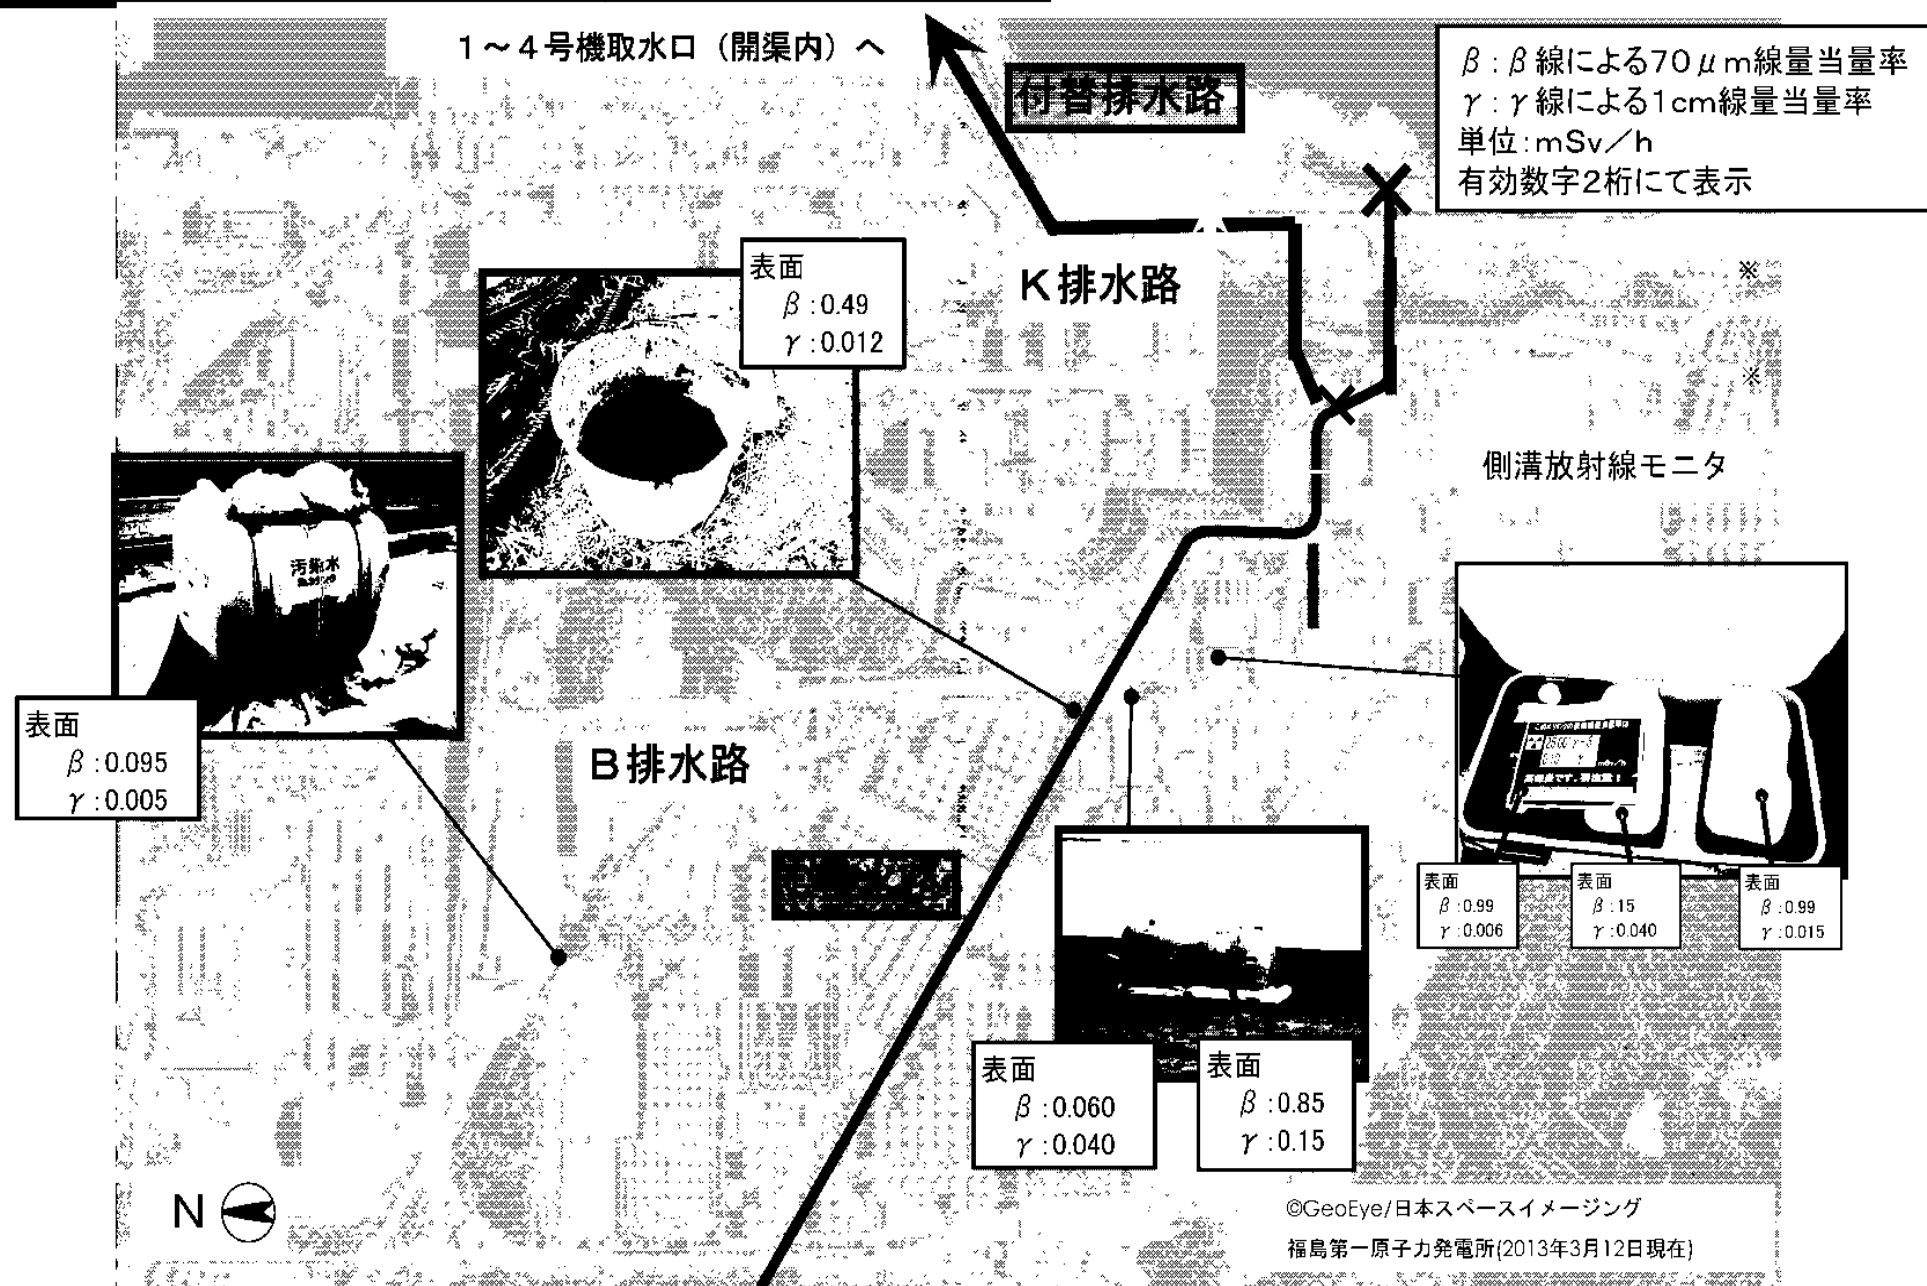 1～4号機取水口（開渠内）へ
付替排水路
β：β線による70μm線量当量率
γ：γ線による1cm線量当量率
単位：mSv／h
有効数字2桁にて表示
表面
β：0.49
γ：0.012
K排水路
※
※
側溝放射線モニタ
汚染水
表面
β：0.095
γ：0.005
B排水路
表面
β：0.99
γ：0.006
表面
β：15
γ：0.040
表面
β：0.99
γ：0.015
表面
β：0.060
γ：0.040
表面
β：0.85
γ：0.15
N
©GeoEye/日本スペースイメージング
福島第一原子力発電所(2013年3月12日現在)